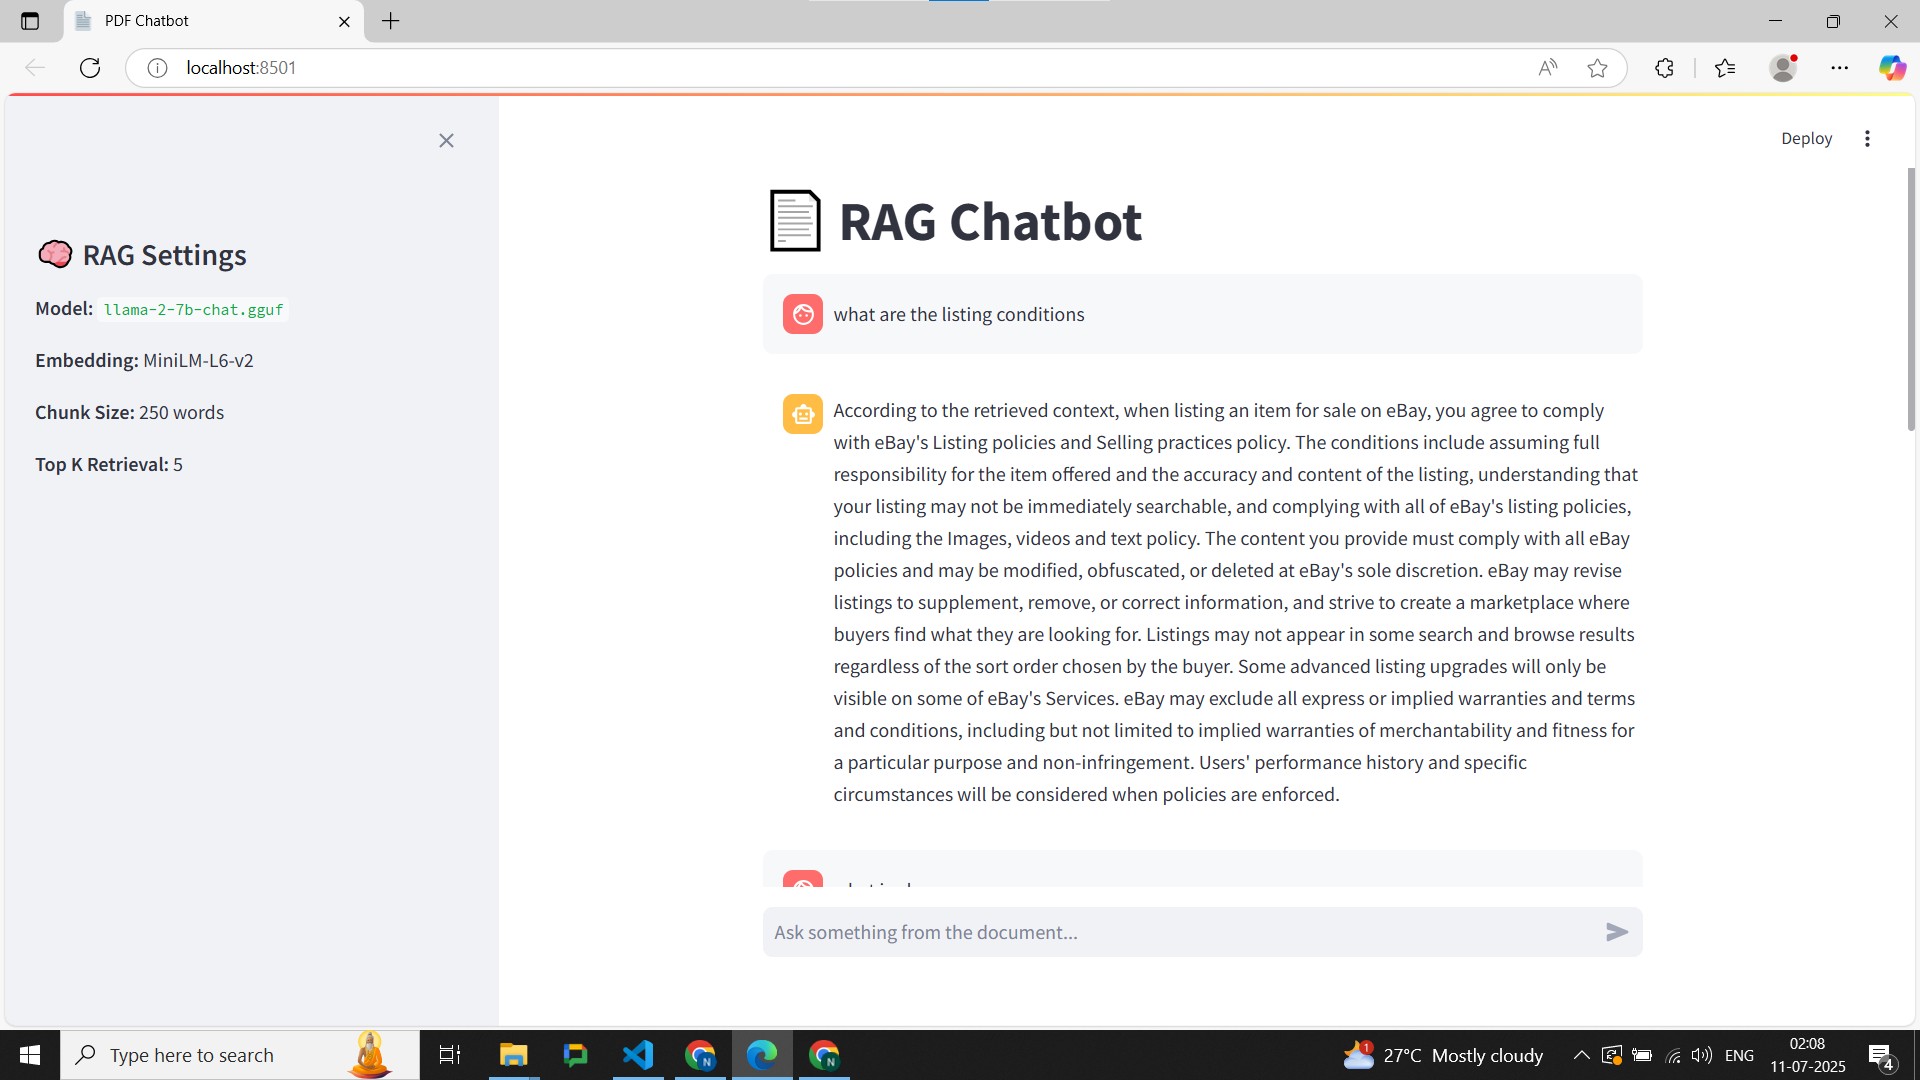 PDF Chatbot
localhost:8501
Deploy
RAG Settings
Model: llama-2-7b-chat.gguf
Embedding: MiniLM-L6-v2
Chunk Size: 250 words
Top K Retrieval: 5
RAG Chatbot
what are the listing conditions
According to the retrieved context, when listing an item for sale on eBay, you agree to comply
with eBay's Listing policies and Selling practices policy. The conditions include assuming full
responsibility for the item offered and the accuracy and content of the listing, understanding that
your listing may not be immediately searchable, and complying with all of eBay's listing policies,
including the Images, videos and text policy. The content you provide must comply with all eBay
policies and may be modified, obfuscated, or deleted at eBay's sole discretion. eBay may revise
listings to supplement, remove, or correct information, and strive to create a marketplace where
buyers find what they are looking for. Listings may not appear in some search and browse results
regardless of the sort order chosen by the buyer. Some advanced listing upgrades will only be
visible on some of eBay's Services. eBay may exclude all express or implied warranties and terms
and conditions, including but not limited to implied warranties of merchantability and fitness for
a particular purpose and non-infringement. Users' performance history and specific
circumstances will be considered when policies are enforced.
Ask something from the document...
Type here to search
N
N
1
27°C Mostly cloudy
ENG
02:08
11-07-2025
4